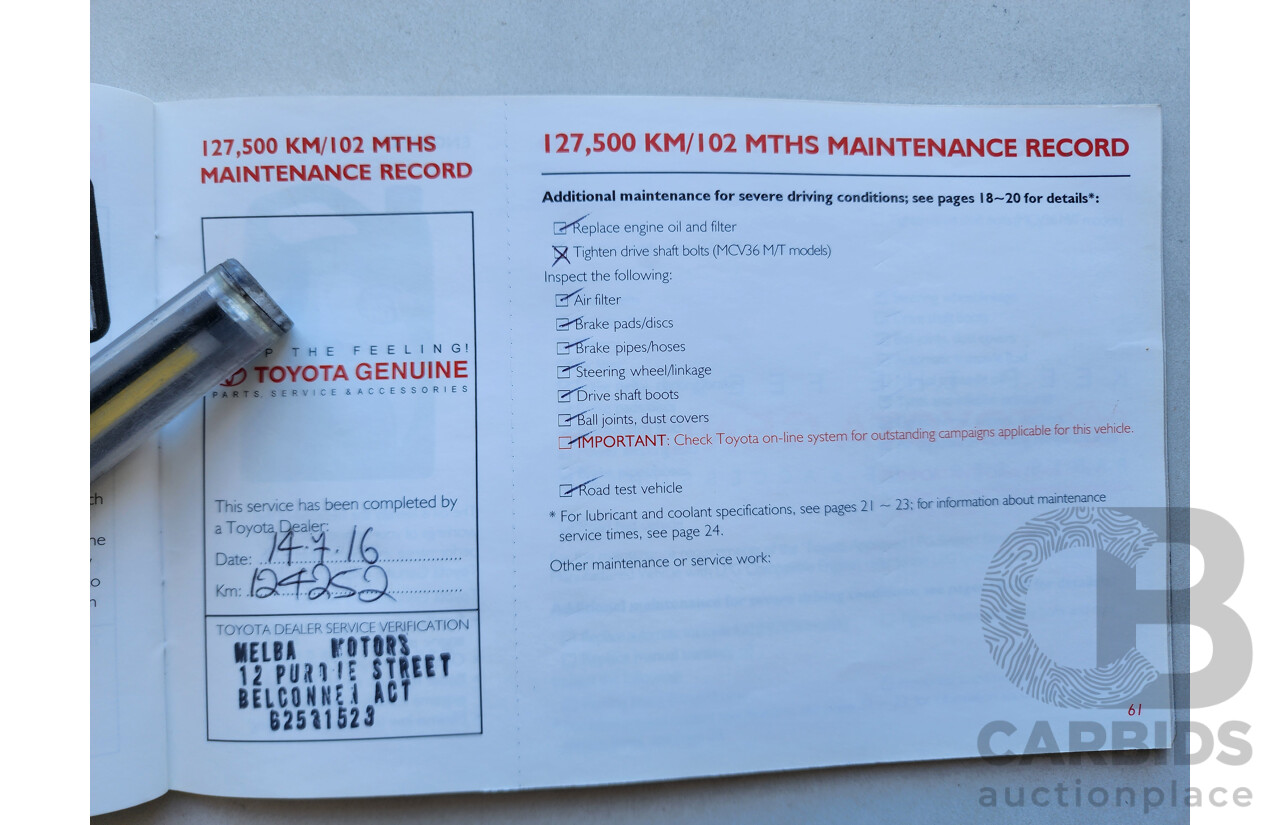 127,500 KM/102 MTHS
MAINTENANCE RECORD
P THE FEELING!
TOYOTA GENUINE
PARTS, SERVICE & ACCESSORIES
This service has been completed by
a Toyota Dealer:
Date: 14.7.16
Km: 124252
TOYOTA DEALER SERVICE VERIFICATION
MELBA MOTORS
12 PURDIE STREET
BELCONNEN ACT
62531523
127,500 KM/102 MTHS MAINTENANCE RECORD
Additional maintenance for severe driving conditions; see pages 18~20 for details*:
Replace engine oil and filter
Tighten drive shaft bolts (MCV36 M/T models)
Inspect the following:
Air filter
Brake pads/discs
Brake pipes/hoses
Steering wheel/linkage
Drive shaft boots
Ball joints, dust covers
IMPORTANT: Check Toyota on-line system for outstanding campaigns applicable for this vehicle.
Road test vehicle
* For lubricant and coolant specifications, see pages 21 ~ 23; for information about maintenance
service times, see page 24.
Other maintenance or service work:
61
CARBIDS
auctionplace